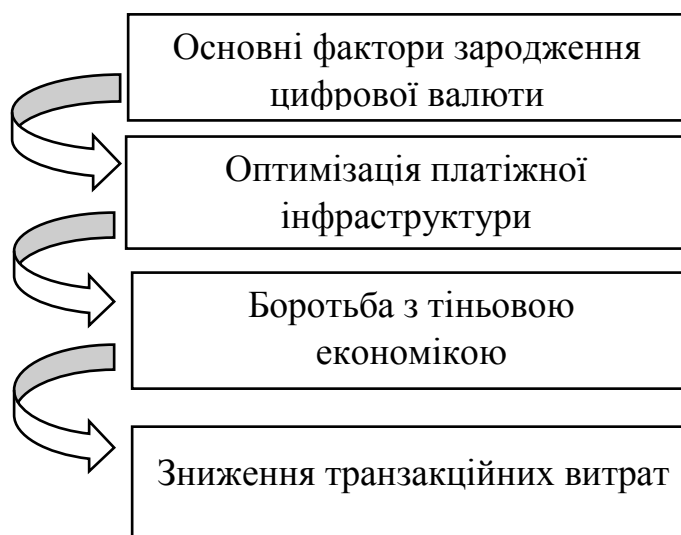 Основні фактори зародження
цифрової валюти
Оптимізація платіжної
інфраструктури
Боротьба з тіньовою
економікою
Зниження транзакційних витрат